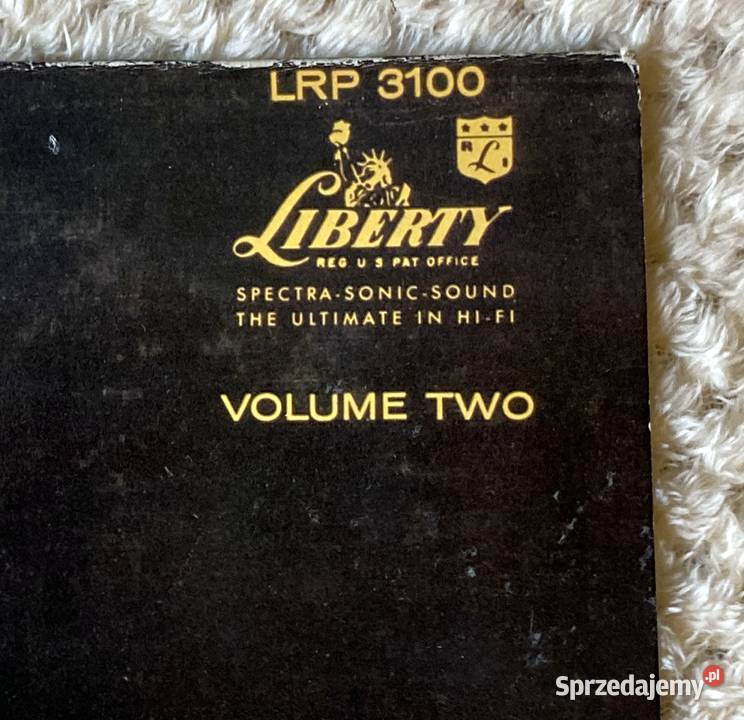 LRP 3100
R L I
LIBERTY
REG U S PAT OFFICE
SPECTRA-SONIC-SOUND
THE ULTIMATE IN HI-FI
VOLUME TWO
Sprzedajemy.pl